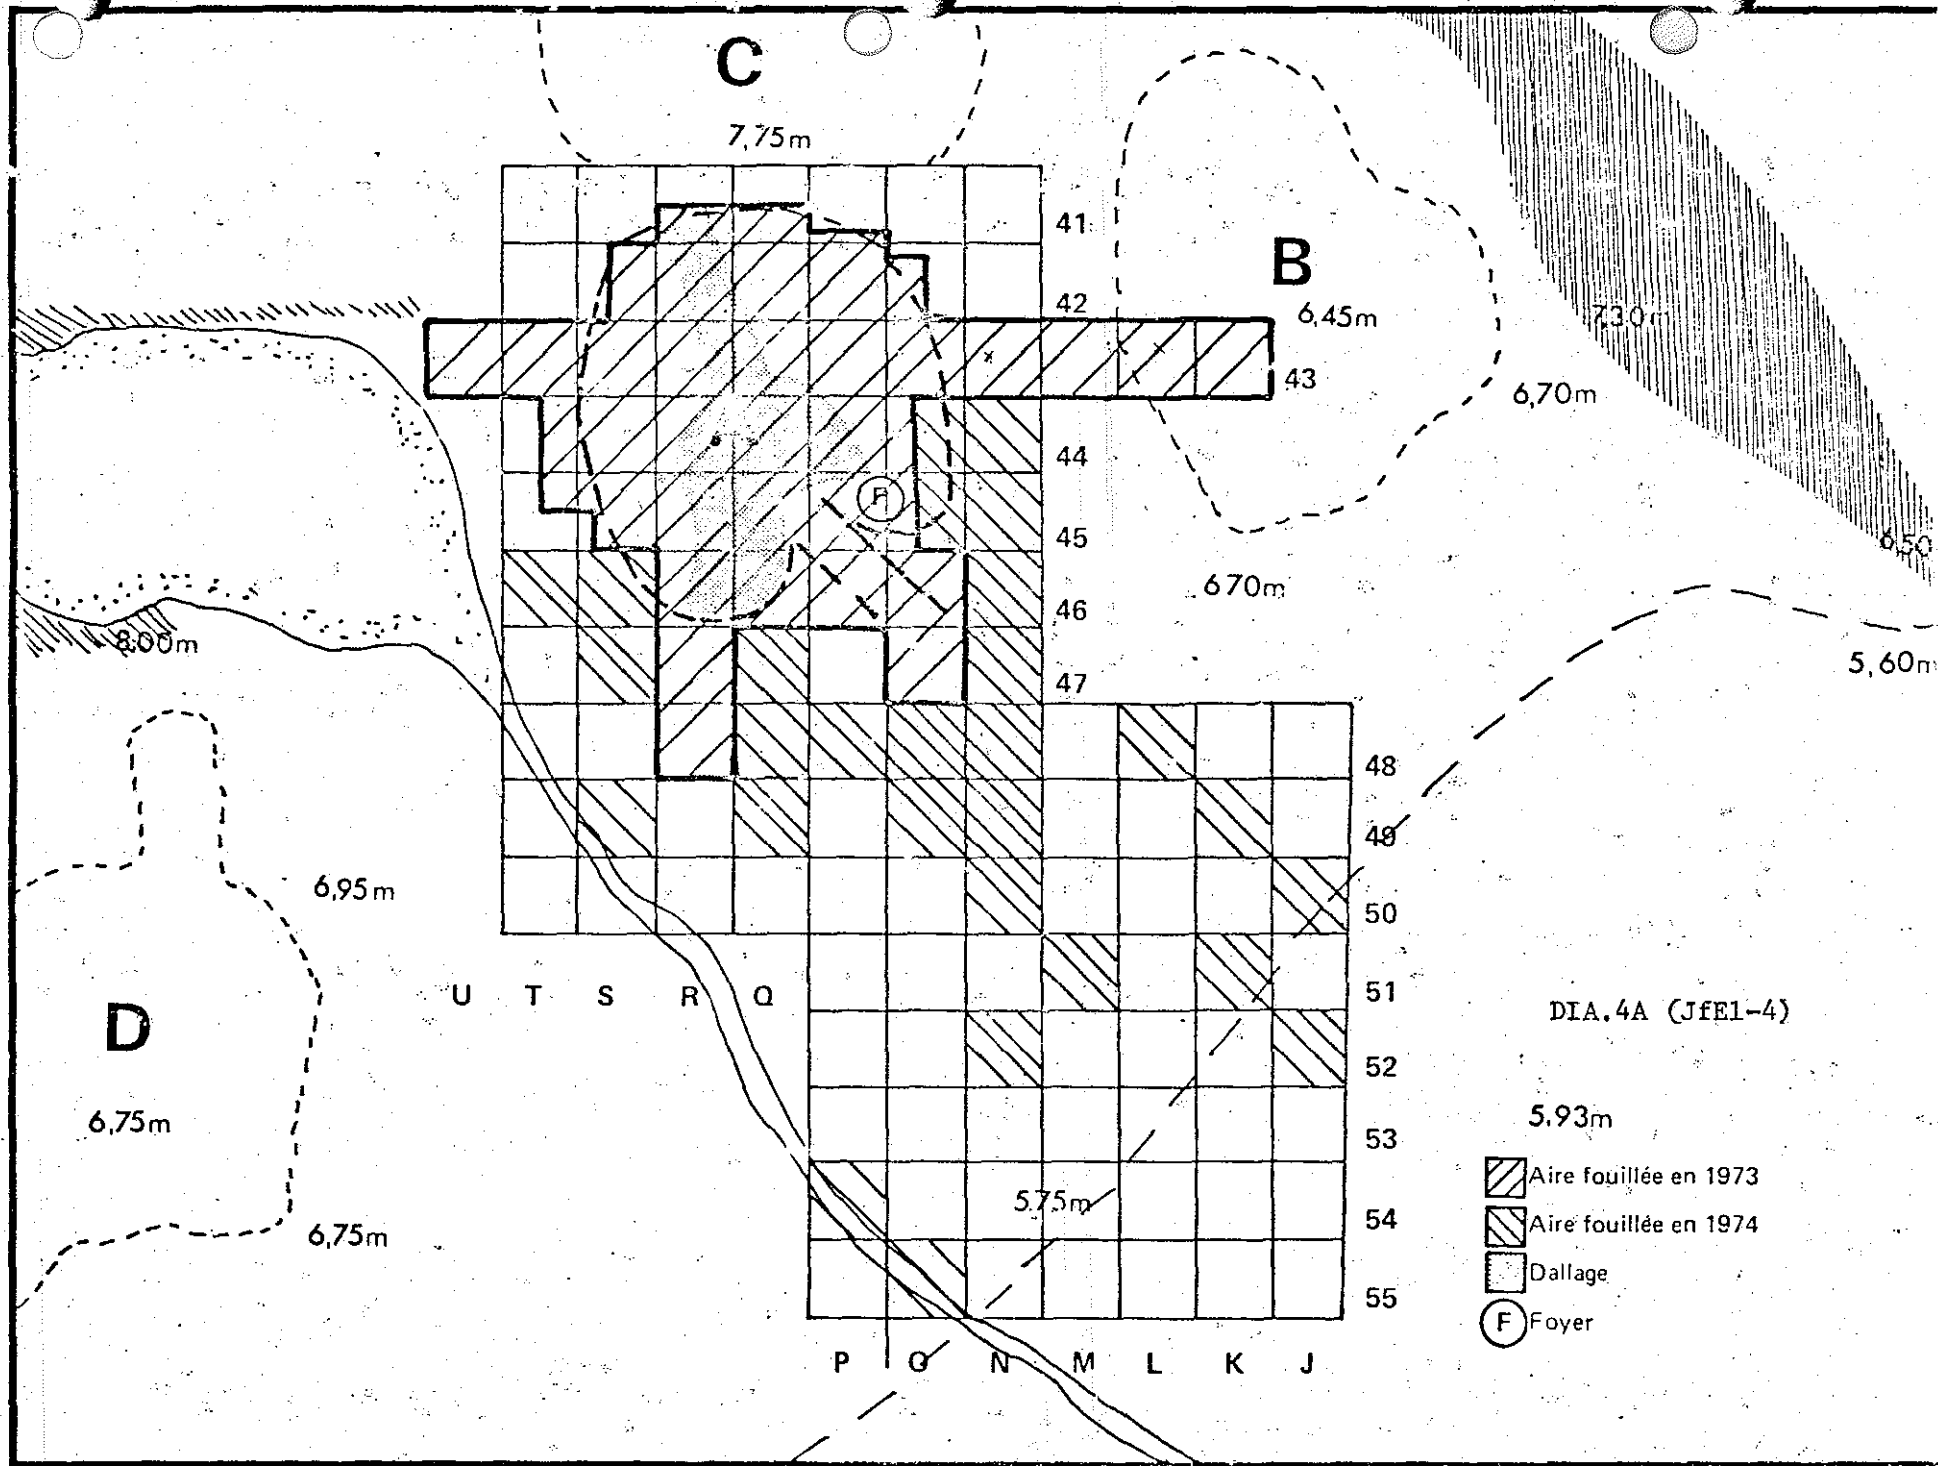 C
7,75m
41
B
42
6,45m
7.30m
43
6,70m
44
F
45
6,50
46
670m
8.00m
47
5,60m
48
49
6,95m
50
U T S R Q
51
D
DIA.4A (JfE1-4)
52
6,75m
53
5.93m
Aire fouillée en 1973
5.75m
54
Aire fouillée en 1974
6,75m
Dallage
55
F Foyer
P O N M L K J